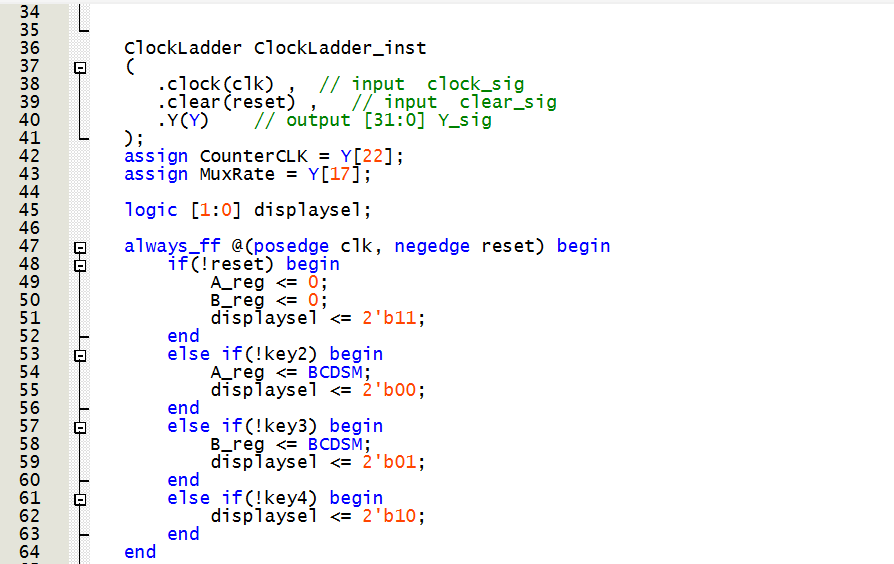 34
35
36 ClockLadder ClockLadder_inst
37 (
38 .clock(clk) , // input clock_sig
39 .clear(reset) , // input clear_sig
40 .Y(Y) // output [31:0] Y_sig
41 );
42 assign CounterCLK = Y[22];
43 assign MuxRate = Y[17];
44
45 logic [1:0] displaysel;
46
47 always_ff @(posedge clk, negedge reset) begin
48 if(!reset) begin
49 A_reg <= 0;
50 B_reg <= 0;
51 displaysel <= 2'b11;
52 end
53 else if(!key2) begin
54 A_reg <= BCDSM;
55 displaysel <= 2'b00;
56 end
57 else if(!key3) begin
58 B_reg <= BCDSM;
59 displaysel <= 2'b01;
60 end
61 else if(!key4) begin
62 displaysel <= 2'b10;
63 end
64 end